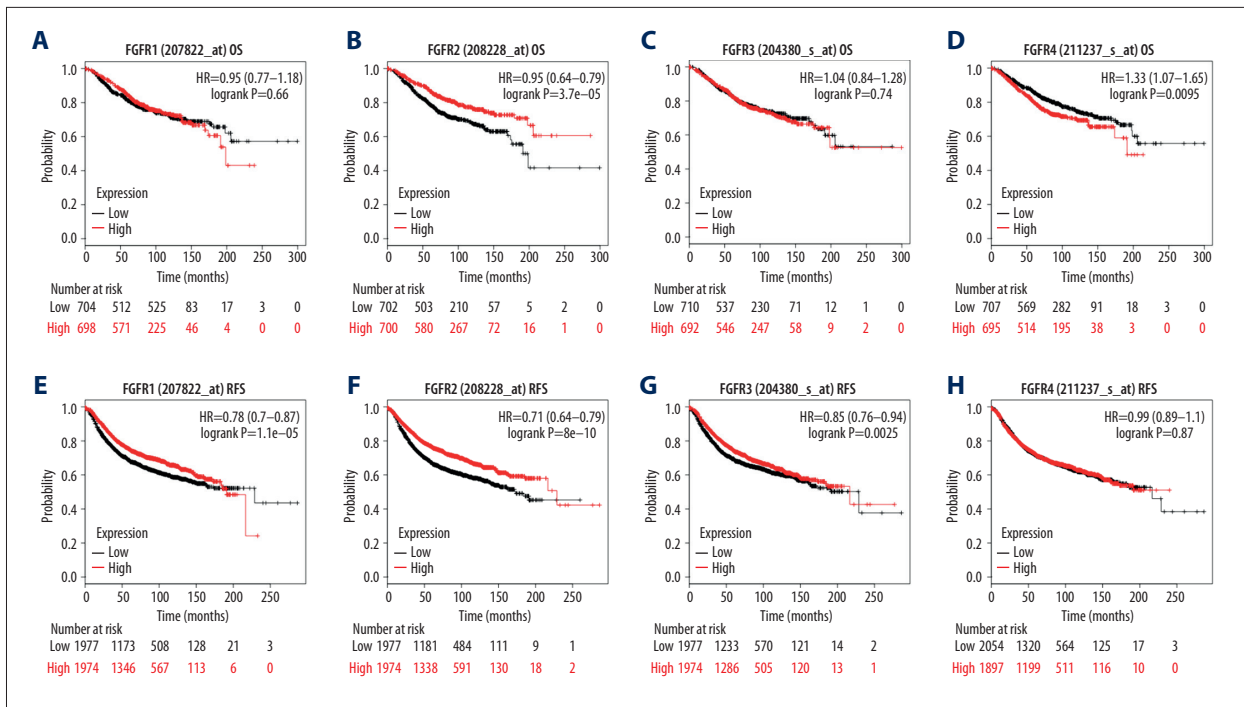 A
FGFR1 (207822_at) OS
HR=0.95 (0.77–1.18)
logrank P=0.66
Probability
1.0
0.8
0.6
0.4
0.2
0.0
Expression
Low
High
0 50 100 150 200 250 300
Time (months)
Number at risk
Low 704 512 525 83 17 3 0
High 698 571 225 46 4 0 0
B
FGFR2 (208228_at) OS
HR=0.95 (0.64–0.79)
logrank P=3.7e–05
Probability
1.0
0.8
0.6
0.4
0.2
0.0
Expression
Low
High
0 50 100 150 200 250 300
Time (months)
Number at risk
Low 702 503 210 57 5 2 0
High 700 580 267 72 16 1 0
C
FGFR3 (204380_s_at) OS
HR=1.04 (0.84–1.28)
logrank P=0.74
Probability
1.0
0.8
0.6
0.4
0.2
0.0
Expression
Low
High
0 50 100 150 200 250 300
Time (months)
Number at risk
Low 710 537 230 71 12 1 0
High 692 546 247 58 9 2 0
D
FGFR4 (211237_s_at) OS
HR=1.33 (1.07–1.65)
logrank P=0.0095
Probability
1.0
0.8
0.6
0.4
0.2
0.0
Expression
Low
High
0 50 100 150 200 250 300
Time (months)
Number at risk
Low 707 569 282 91 18 3 0
High 695 514 195 38 3 0 0
E
FGFR1 (207822_at) RFS
HR=0.78 (0.7–0.87)
logrank P=1.1e–05
Probability
1.0
0.8
0.6
0.4
0.2
0.0
Expression
Low
High
0 50 100 150 200 250
Time (months)
Number at risk
Low 1977 1173 508 128 21 3
High 1974 1346 567 113 6 0
F
FGFR2 (208228_at) RFS
HR=0.71 (0.64–0.79)
logrank P=8e–10
Probability
1.0
0.8
0.6
0.4
0.2
0.0
Expression
Low
High
0 50 100 150 200 250
Time (months)
Number at risk
Low 1977 1181 484 111 9 1
High 1974 1338 591 130 18 2
G
FGFR3 (204380_s_at) RFS
HR=0.85 (0.76–0.94)
logrank P=0.0025
Probability
1.0
0.8
0.6
0.4
0.2
0.0
Expression
Low
High
0 50 100 150 200 250
Time (months)
Number at risk
Low 1977 1233 570 121 14 2
High 1974 1286 505 120 13 1
H
FGFR4 (211237_s_at) RFS
HR=0.99 (0.89–1.1)
logrank P=0.87
Probability
1.0
0.8
0.6
0.4
0.2
0.0
Expression
Low
High
0 50 100 150 200 250
Time (months)
Number at risk
Low 2054 1320 564 125 17 3
High 1897 1199 511 116 10 0